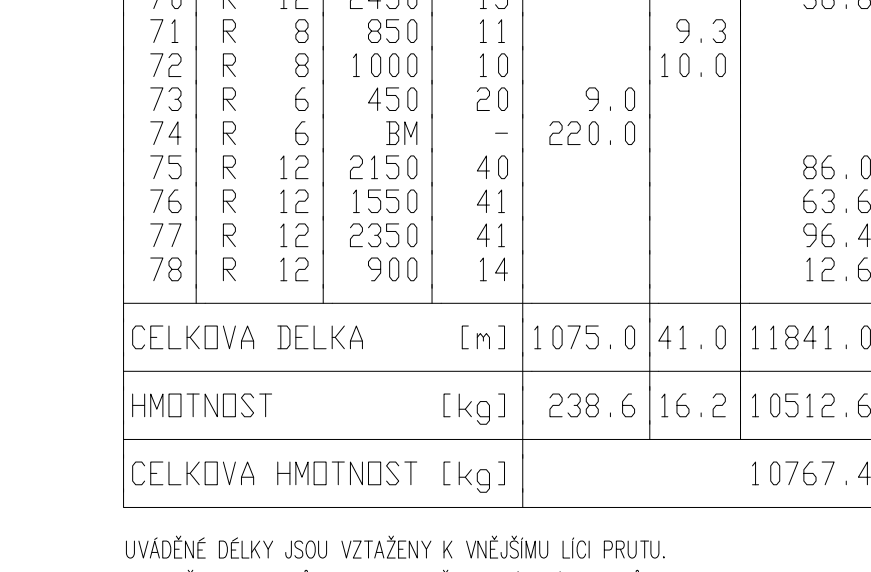 71 R 8 850 11 9.3
72 R 8 1000 10 10.0
73 R 6 450 20 9.0
74 R 6 BM - 220.0
75 R 12 2150 40 86.0
76 R 12 1550 41 63.6
77 R 12 2350 41 96.4
78 R 12 900 14 12.6
CELKOVA DELKA [m] 1075.0 41.0 11841.0
HMOTNOST [kg] 238.6 16.2 10512.6
CELKOVA HMOTNOST [kg] 10767.4
UVÁDĚNÉ DÉLKY JSOU VZTAŽENY K VNĚJŠÍMU LÍCI PRUTU.